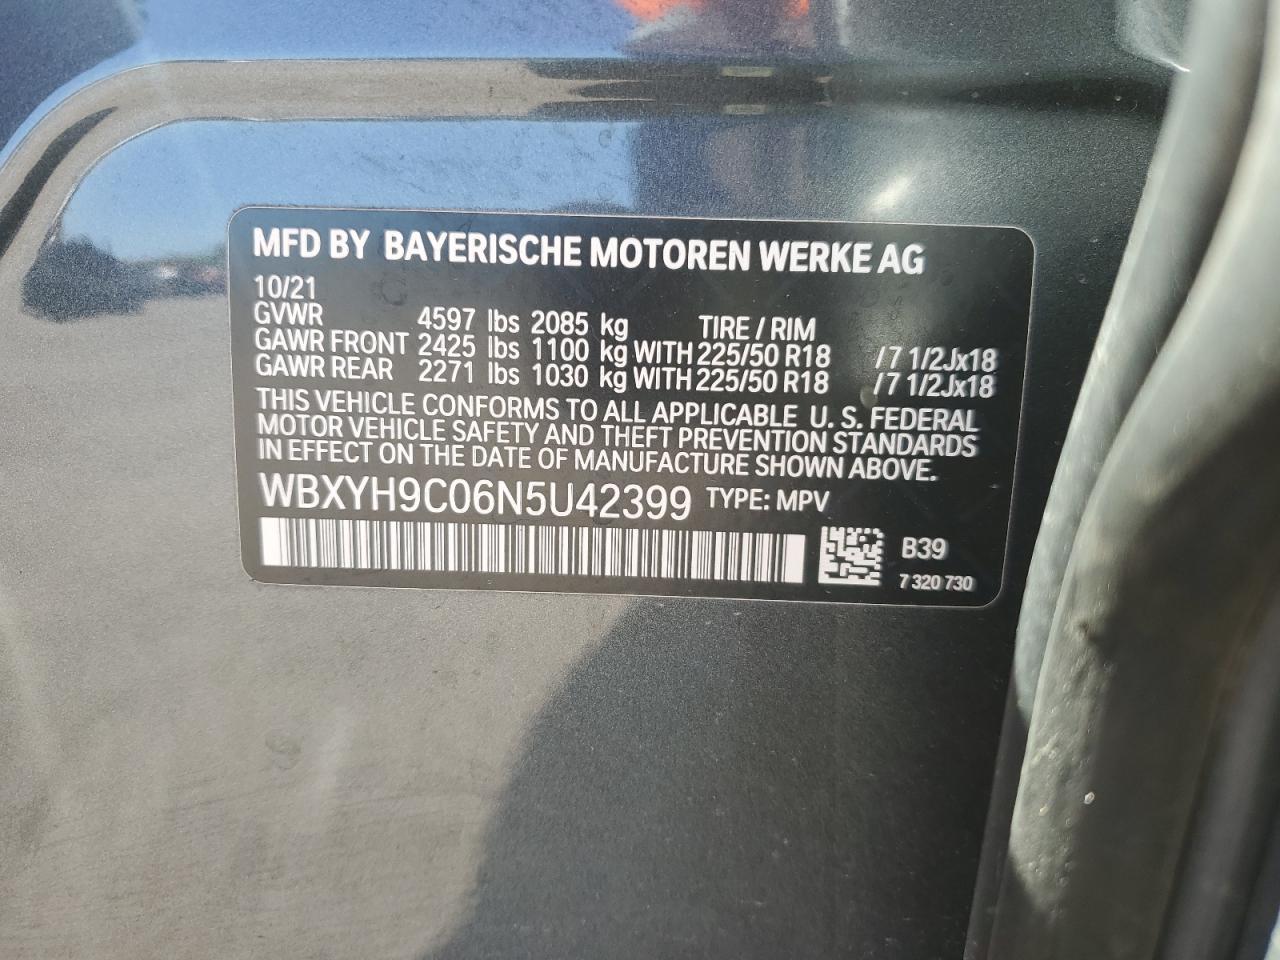 MFD BY BAYERISCHE MOTOREN WERKE AG
10/21
GVWR 4597 lbs 2085 kg TIRE / RIM
GAWR FRONT 2425 lbs 1100 kg WITH 225/50 R18 / 7 1/2Jx18
GAWR REAR 2271 lbs 1030 kg WITH 225/50 R18 / 7 1/2Jx18
THIS VEHICLE CONFORMS TO ALL APPLICABLE U. S. FEDERAL
MOTOR VEHICLE SAFETY AND THEFT PREVENTION STANDARDS
IN EFFECT ON THE DATE OF MANUFACTURE SHOWN ABOVE.
WBXYH9C06N5U42399 TYPE: MPV
B39
7 320 730